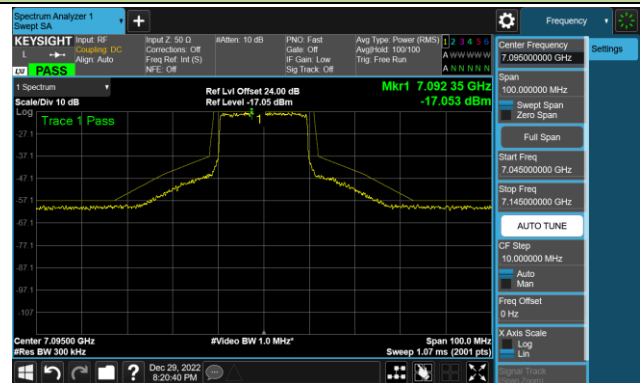 Spectrum Analyzer 1
Swept SA
Frequency
KEYSIGHT
L
LXI
PASS
Input: RF
Coupling: DC
Align: Auto
Input Z: 50 Ω
Corrections: Off
Freq Ref: Int (S)
NFE: Off
#Atten: 10 dB
PNO: Fast
Gate: Off
IF Gain: Low
Sig Track: Off
Avg Type: Power (RMS)
Avg|Hold: 100/100
Trig: Free Run
1 2 3 4 5 6
A W W W W W
A N N N N N
1 Spectrum
Scale/Div 10 dB
Ref Lvl Offset 24.00 dB
Ref Level -17.05 dBm
Mkr1 7.092 35 GHz
-17.053 dBm
Log
Trace 1 Pass
1
-27.1
-37.1
-47.1
-57.1
-67.1
-77.1
-87.1
-97.1
-107
Center 7.09500 GHz
#Res BW 300 kHz
#Video BW 1.0 MHz*
Span 100.0 MHz
Sweep 1.07 ms (2001 pts)
Dec 29, 2022
8:20:40 PM
Center Frequency
7.095000000 GHz
Settings
Span
100.000000 MHz
Swept Span
Zero Span
Full Span
Start Freq
7.045000000 GHz
Stop Freq
7.145000000 GHz
AUTO TUNE
CF Step
10.000000 MHz
Auto
Man
Freq Offset
0 Hz
X Axis Scale
Log
Lin
Signal Track
(Span Zoom)